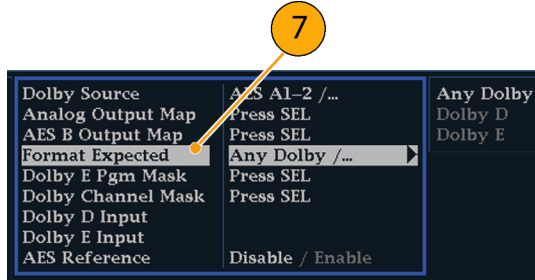 7
Dolby Source AES A1–2 /... Any Dolby
Analog Output Map Press SEL Dolby D
AES B Output Map Press SEL Dolby E
Format Expected Any Dolby /...
Dolby E Pgm Mask Press SEL
Dolby Channel Mask Press SEL
Dolby D Input
Dolby E Input
AES Reference Disable / Enable